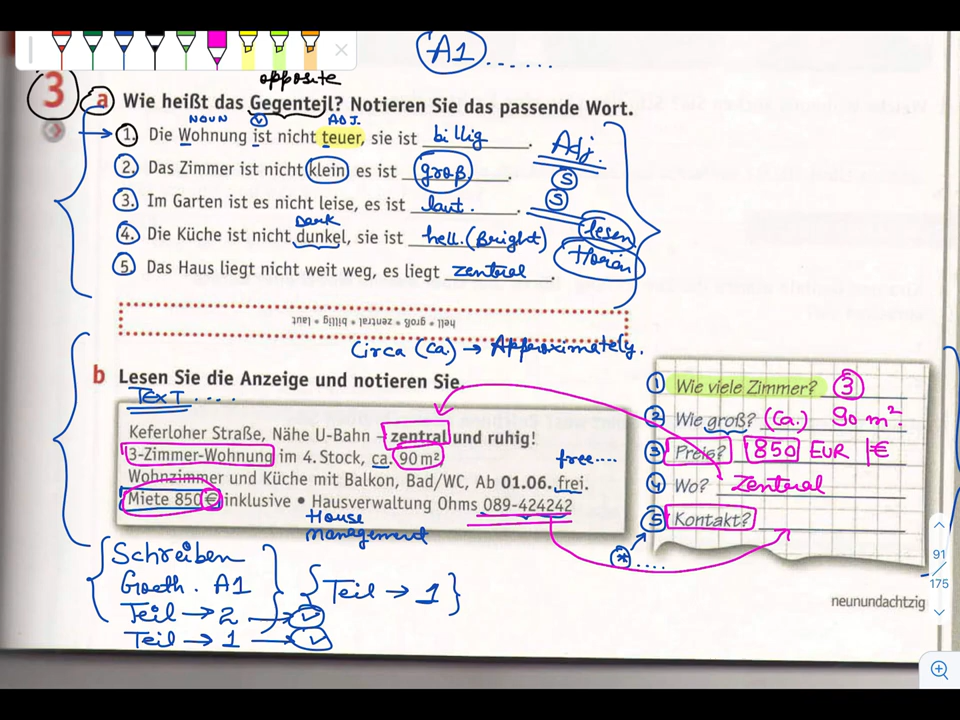 A1 ......
opposite
3 a Wie heißt das Gegenteil? Notieren Sie das passende Wort.
NOUN V ADJ.
1. Die Wohnung ist nicht teuer, sie ist billig. Adj.
2. Das Zimmer ist nicht klein es ist groß. S
3. Im Garten ist es nicht leise, es ist laut. S
Dark
4. Die Küche ist nicht dunkel, sie ist hell. (Bright) lesen
Hören
5. Das Haus liegt nicht weit weg, es liegt zentral.
hell • groß • zentral • billig • laut
Circa (ca.) → Approximately.
b Lesen Sie die Anzeige und notieren Sie.
TEXT ....
Keferloher Straße, Nähe U-Bahn – zentral und ruhig!
3-Zimmer-Wohnung im 4. Stock, ca. 90 m²
free....
Wohnzimmer und Küche mit Balkon, Bad/WC, Ab 01.06. frei.
Miete 850 € inklusive • Hausverwaltung Ohms 089-424242
House
management
1 Wie viele Zimmer? 3
2 Wie groß? (Ca.) 90 m².
3 Preis? 850 EUR €
4 Wo? Zentral
5 Kontakt?
* ....
Schreiben
Goeth. A1
Teil → 2
Teil → 1
Teil → 1
91
175
neunundachtzig